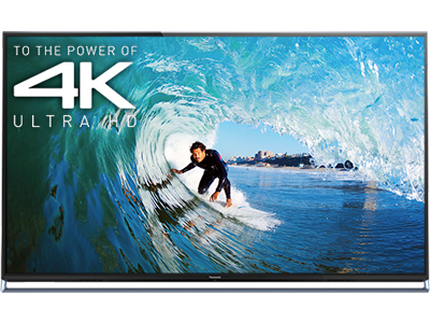 TO THE POWER OF
4K
ULTRA HD
Panasonic